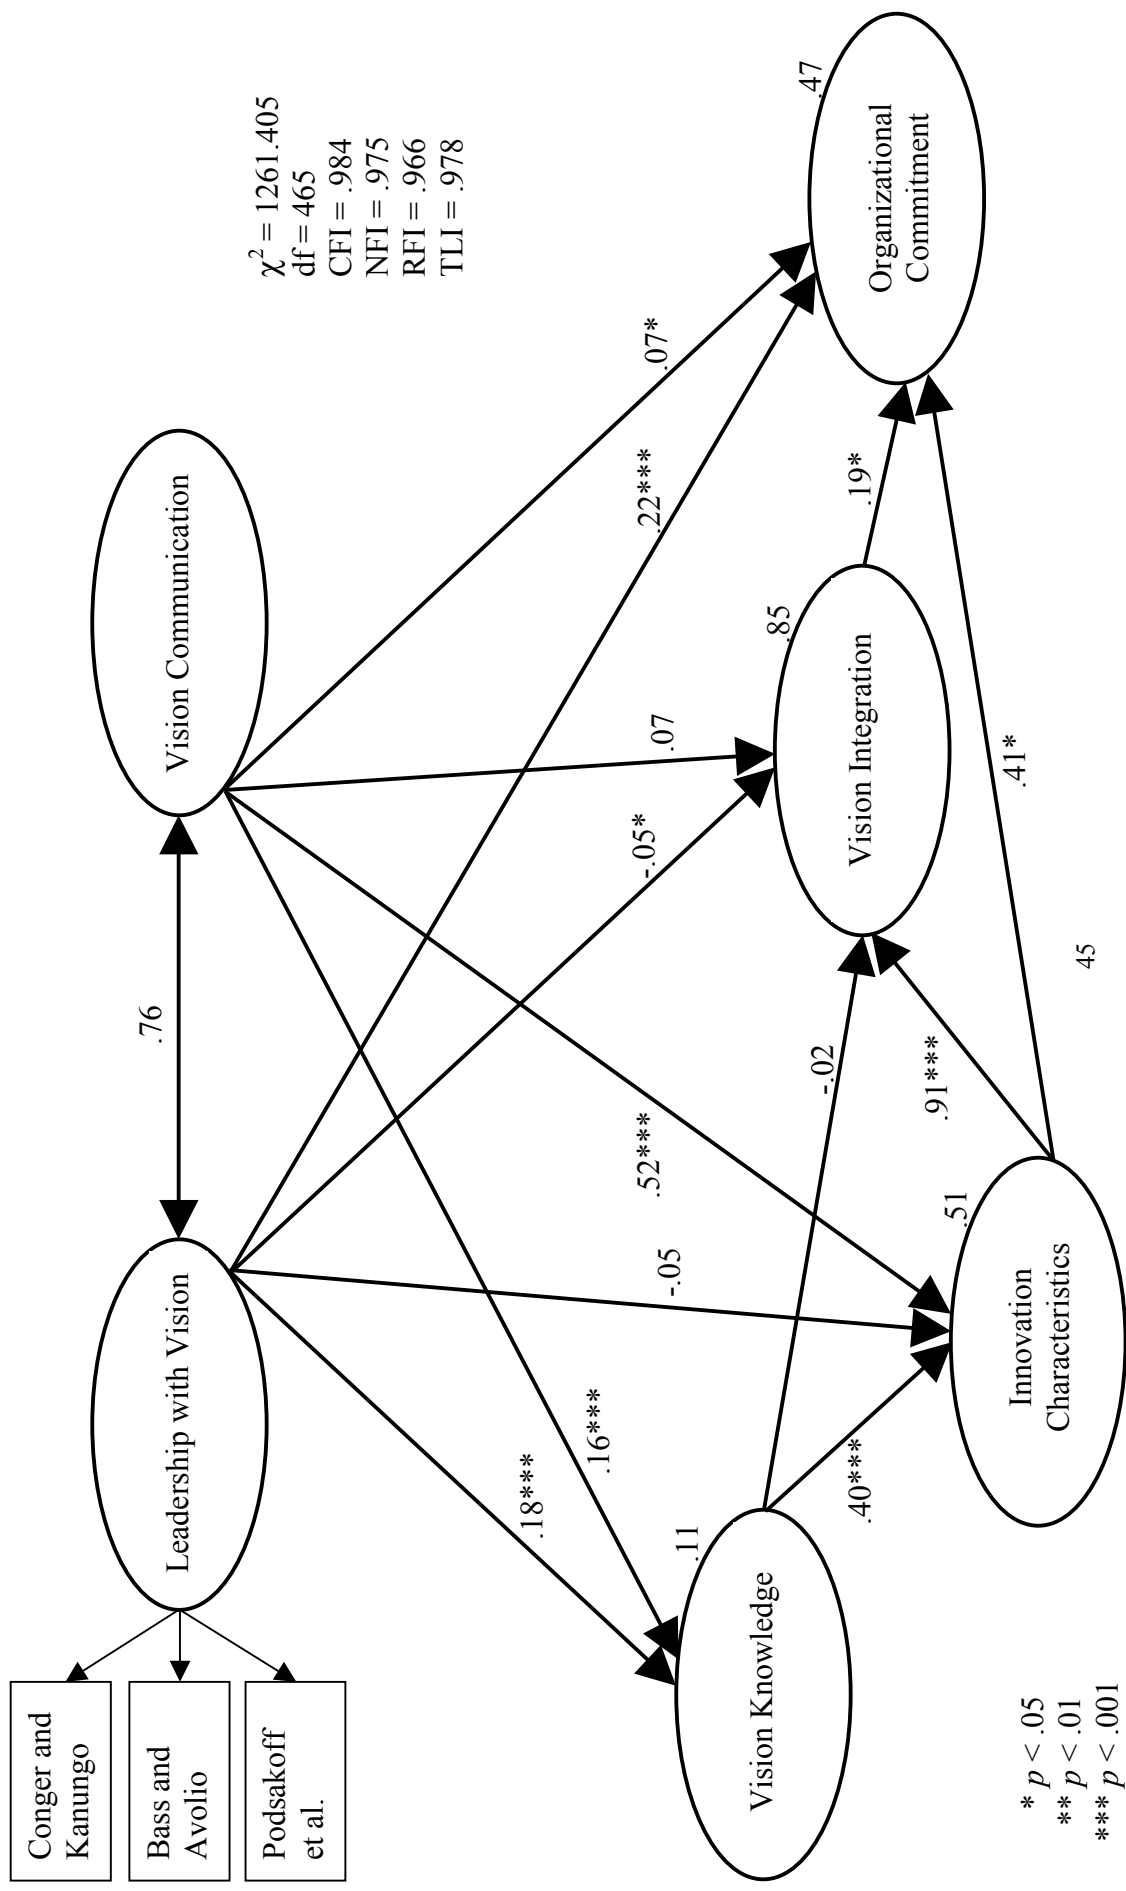 Conger and
Kanungo
Bass and
Avolio
Podsakoff
et al.
Leadership with Vision
.76
Vision Communication
χ² = 1261.405
df = 465
CFI = .984
NFI = .975
RFI = .966
TLI = .978
.18***
.16***
-.05
.52***
-.05*
.07
.22***
.07*
.11
Vision Knowledge
.40***
-.02
.91***
.85
Vision Integration
.19*
.47
Organizational
Commitment
.51
Innovation
Characteristics
.41*
45
* p < .05
** p < .01
*** p < .001